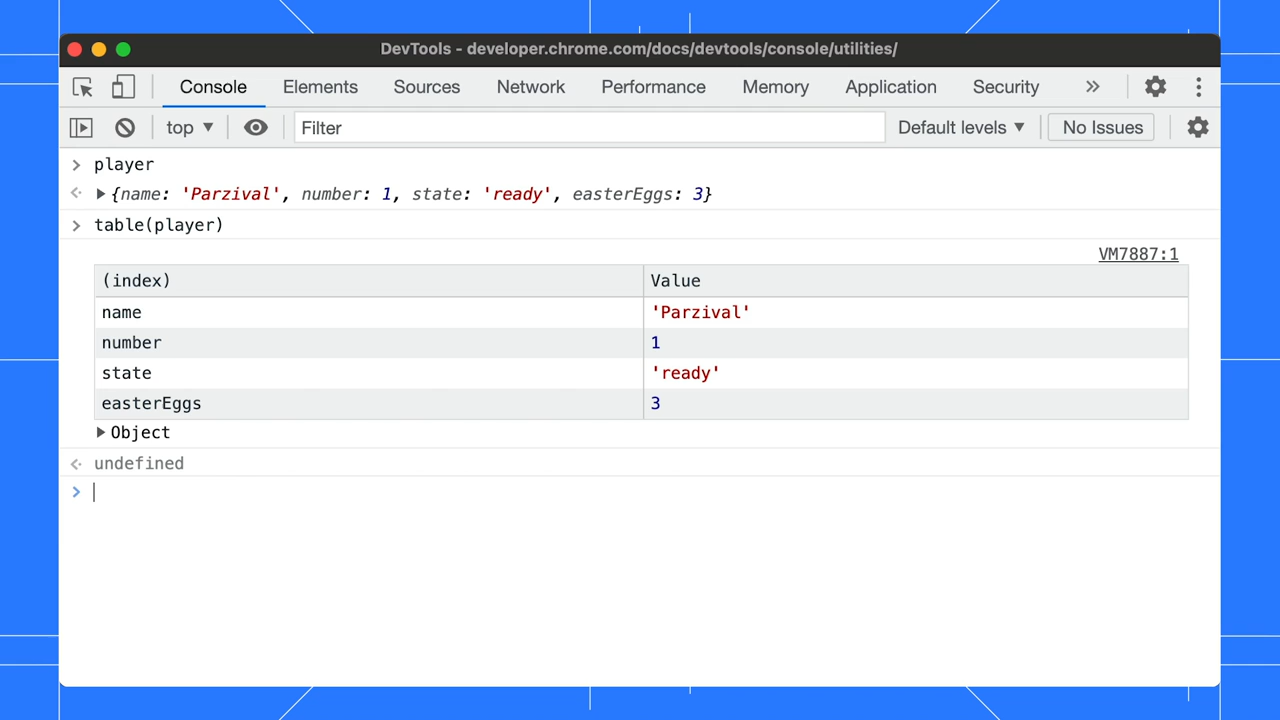 DevTools - developer.chrome.com/docs/devtools/console/utilities/
Console Elements Sources Network Performance Memory Application Security
top Filter Default levels No Issues
player
{name: 'Parzival', number: 1, state: 'ready', easterEggs: 3}
table(player)
VM7887:1
(index) Value
name 'Parzival'
number 1
state 'ready'
easterEggs 3
Object
undefined